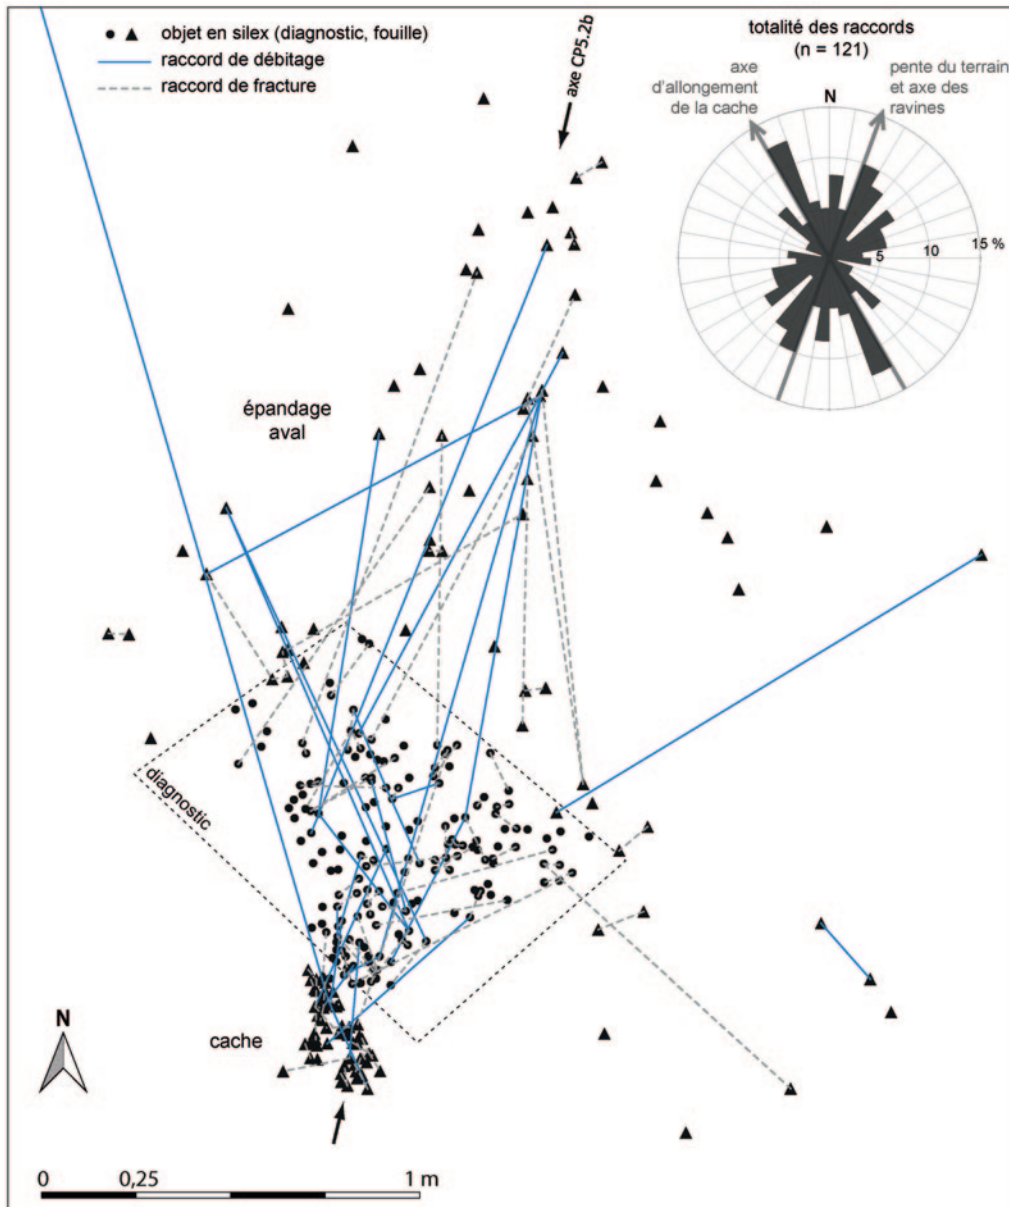 objet en silex (diagnostic, fouille)
raccord de débitage
raccord de fracture
axe CP5.2b
totalité des raccords
(n = 121)
axe
d'allongement
de la cache
pente du terrain
et axe des
ravines
N
5
10
15 %
épandage
aval
diagnostic
cache
N
0
0,25
1 m